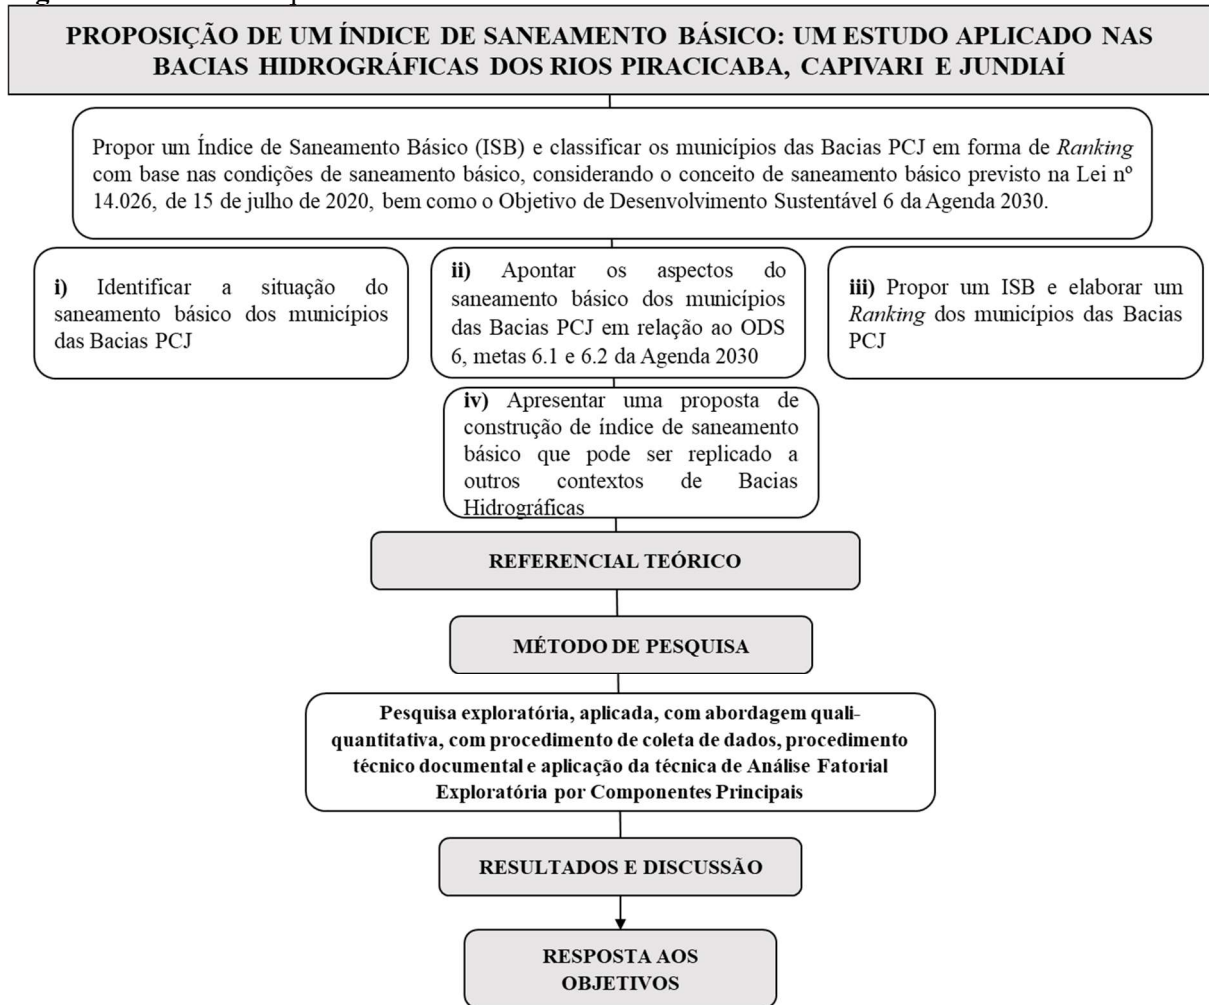 PROPOSIÇÃO DE UM ÍNDICE DE SANEAMENTO BÁSICO: UM ESTUDO APLICADO NAS
BACIAS HIDROGRÁFICAS DOS RIOS PIRACICABA, CAPIVARI E JUNDIAÍ
Propor um Índice de Saneamento Básico (ISB) e classificar os municípios das Bacias PCJ em forma de Ranking
com base nas condições de saneamento básico, considerando o conceito de saneamento básico previsto na Lei nº
14.026, de 15 de julho de 2020, bem como o Objetivo de Desenvolvimento Sustentável 6 da Agenda 2030.
i) Identificar a situação do
saneamento básico dos municípios
das Bacias PCJ
ii) Apontar os aspectos do
saneamento básico dos municípios
das Bacias PCJ em relação ao ODS
6, metas 6.1 e 6.2 da Agenda 2030
iii) Propor um ISB e elaborar um
Ranking dos municípios das Bacias
PCJ
iv) Apresentar uma proposta de
construção de índice de saneamento
básico que pode ser replicado a
outros contextos de Bacias
Hidrográficas
REFERENCIAL TEÓRICO
MÉTODO DE PESQUISA
Pesquisa exploratória, aplicada, com abordagem quali-
quantitativa, com procedimento de coleta de dados, procedimento
técnico documental e aplicação da técnica de Análise Fatorial
Exploratória por Componentes Principais
RESULTADOS E DISCUSSÃO
RESPOSTA AOS
OBJETIVOS